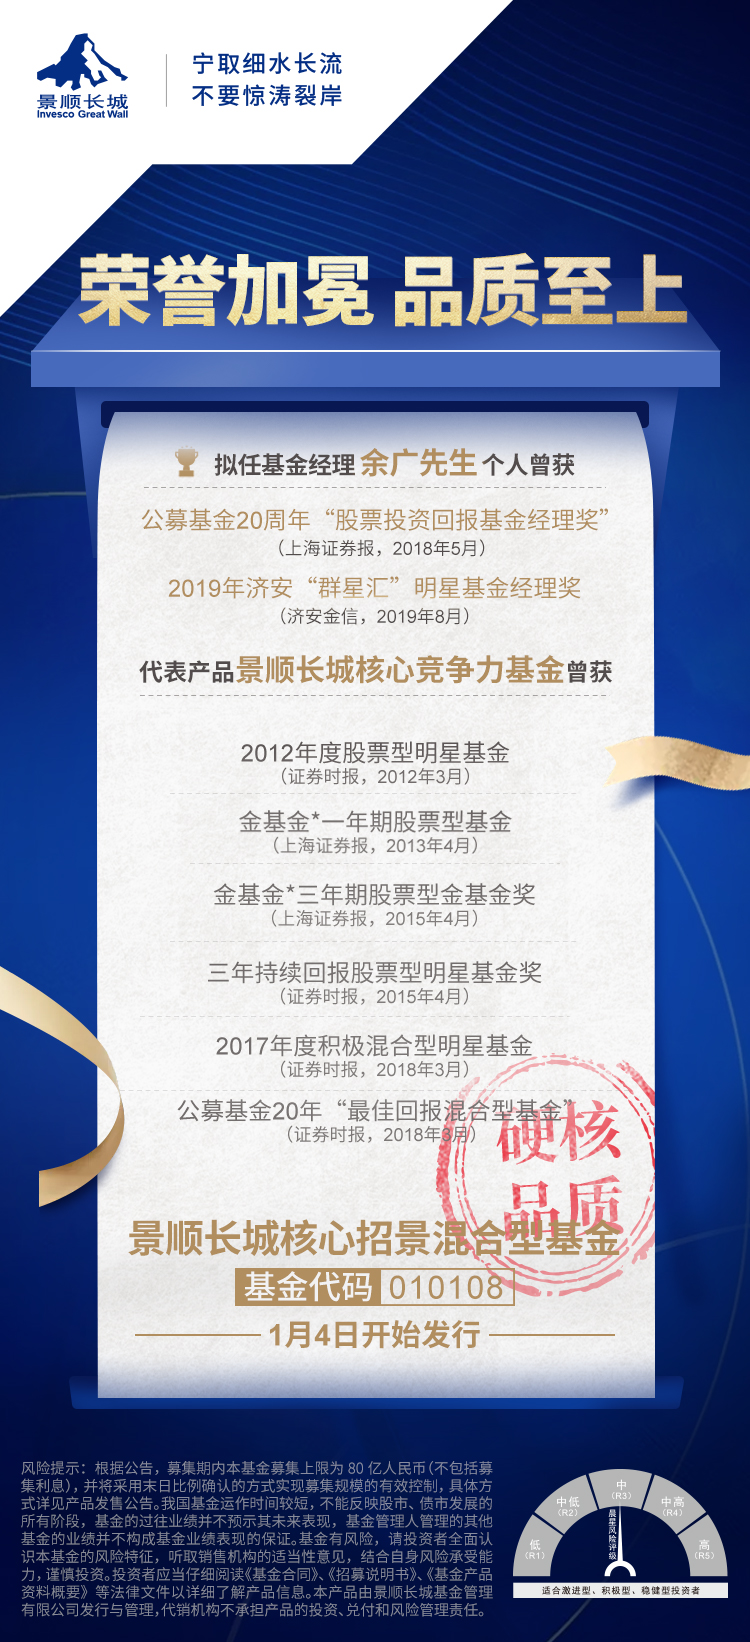 景顺长城
Invesco Great Wall
宁取细水长流
不要惊涛裂岸
荣誉加冕 品质至上
拟任基金经理 余广先生 个人曾获
公募基金20周年“股票投资回报基金经理奖”
（上海证券报，2018年5月）
2019年济安“群星汇”明星基金经理奖
（济安金信，2019年8月）
代表产品景顺长城核心竞争力基金曾获
2012年度股票型明星基金
（证券时报，2012年3月）
金基金*一年期股票型基金
（上海证券报，2013年4月）
金基金*三年期股票型金基金奖
（上海证券报，2015年4月）
三年持续回报股票型明星基金奖
（证券时报，2015年4月）
2017年度积极混合型明星基金
（证券时报，2018年3月）
公募基金20年“最佳回报混合型基金”
（证券时报，2018年3月）
硬核
品质
景顺长城核心招景混合型基金
基金代码 010108
1月4日开始发行
风险提示：根据公告，募集期内本基金募集上限为 80 亿人民币（不包括募
集利息），并将采用末日比例确认的方式实现募集规模的有效控制，具体方
式详见产品发售公告。我国基金运作时间较短，不能反映股市、债市发展的
所有阶段，基金的过往业绩并不预示其未来表现，基金管理人管理的其他
基金的业绩并不构成基金业绩表现的保证。基金有风险，请投资者全面认
识本基金的风险特征，听取销售机构的适当性意见，结合自身风险承受能
力，谨慎投资。投资者应当仔细阅读《基金合同》、《招募说明书》、《基金产品
资料概要》等法律文件以详细了解产品信息。本产品由景顺长城基金管理
有限公司发行与管理，代销机构不承担产品的投资、兑付和风险管理责任。
低
（R1）
中低
（R2）
中
（R3）
中高
（R4）
高
（R5）
晨星风险评级
适合激进型、积极型、稳健型投资者